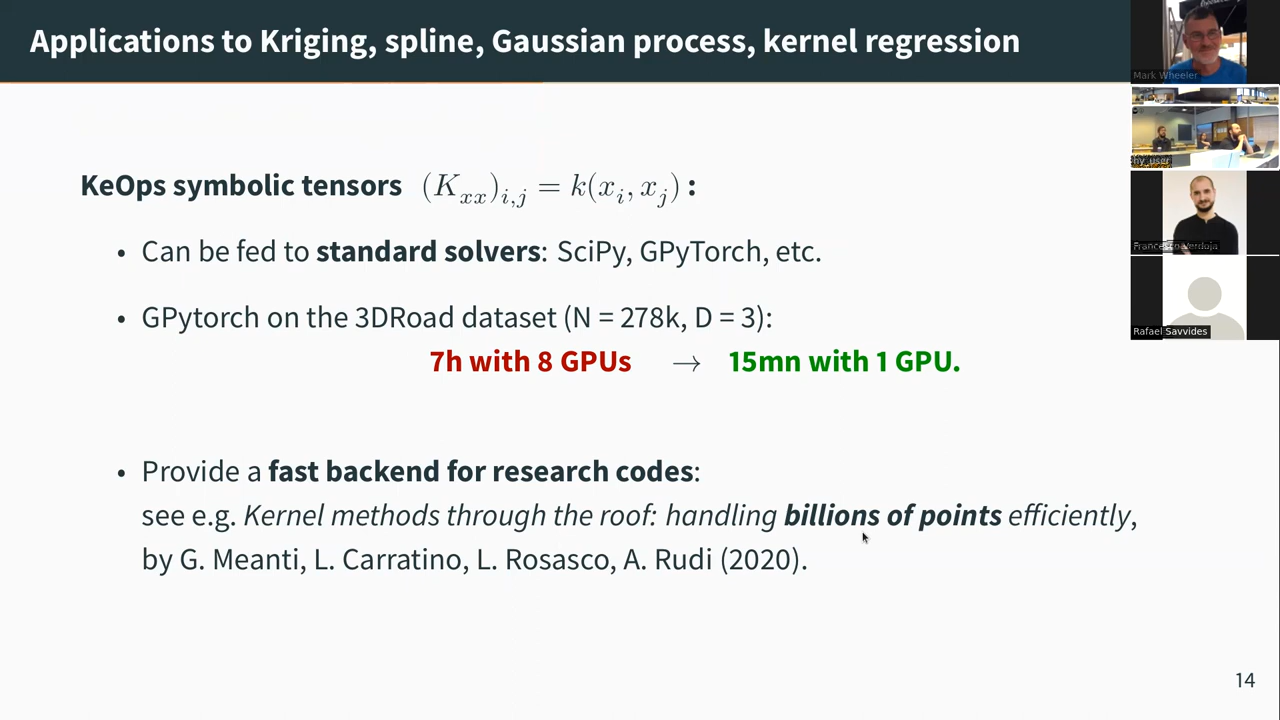 Applications to Kriging, spline, Gaussian process, kernel regression
KeOps symbolic tensors (K_xx)_i,j = k(x_i, x_j) :
• Can be fed to standard solvers: SciPy, GPyTorch, etc.
• GPytorch on the 3DRoad dataset (N = 278k, D = 3):
7h with 8 GPUs → 15mn with 1 GPU.
• Provide a fast backend for research codes:
see e.g. Kernel methods through the roof: handling billions of points efficiently,
by G. Meanti, L. Carratino, L. Rosasco, A. Rudi (2020).
14
Mark Wheeler
Francesco Verdoja
Rafael Savvides